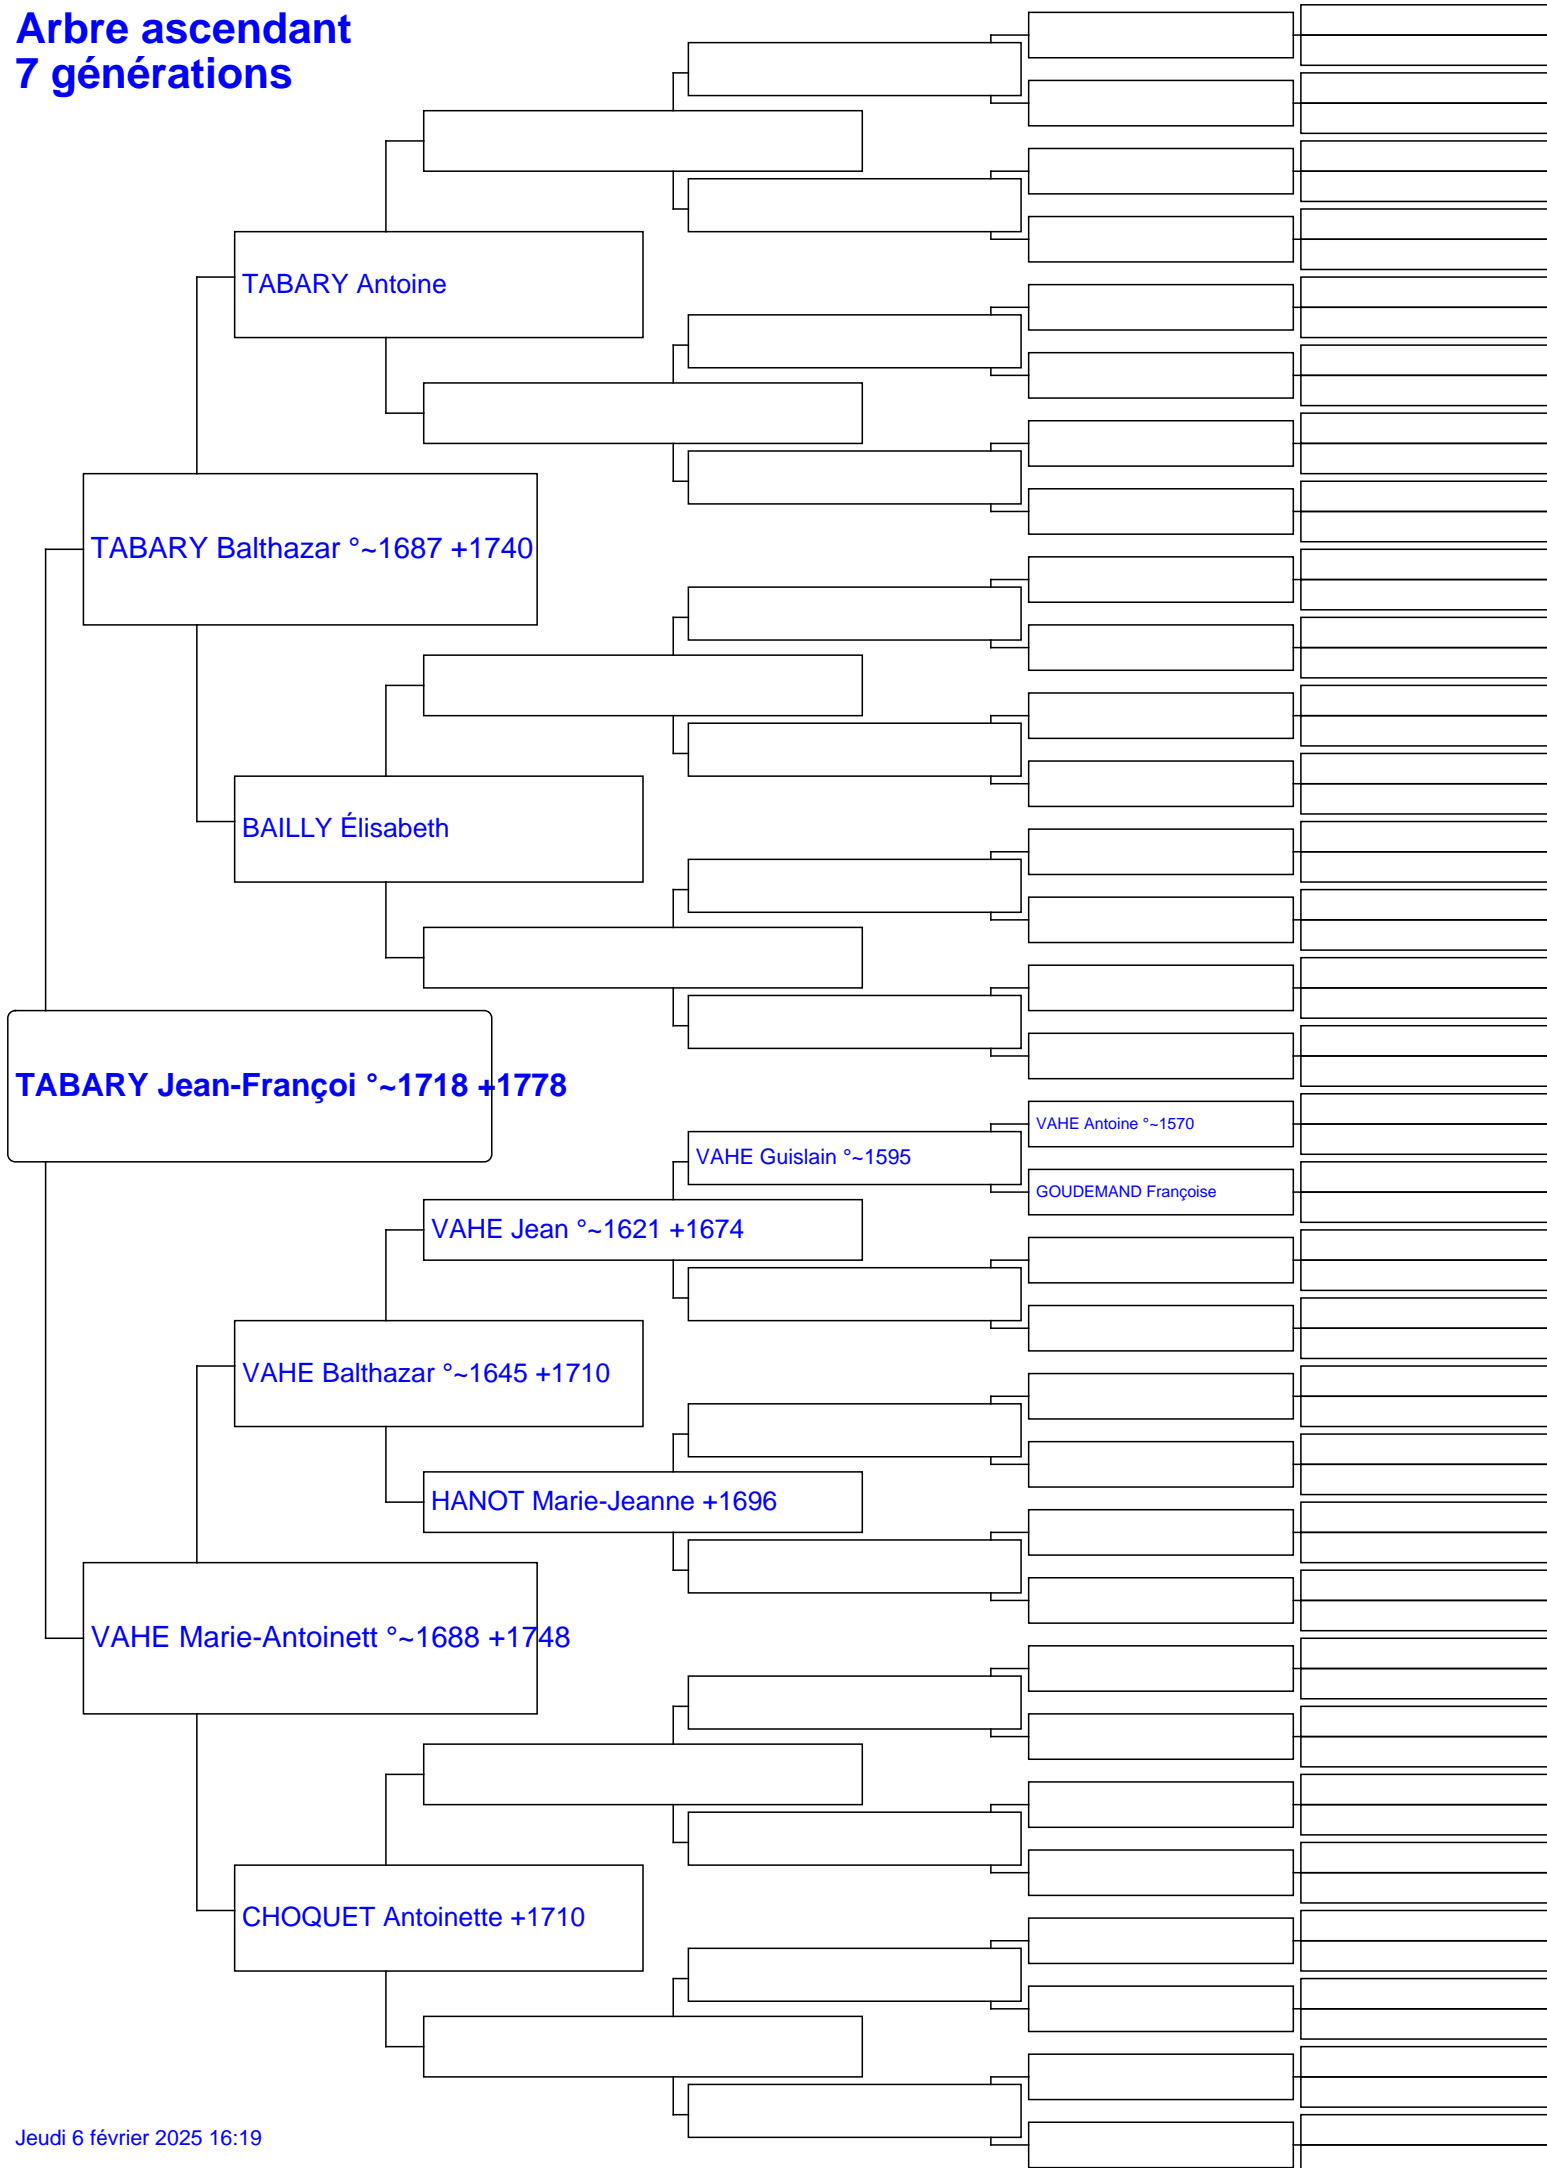 Arbre ascendant
7 générations
TABARY Antoine
TABARY Balthazar °~1687 +1740
BAILLY Élisabeth
TABARY Jean-Françoi °~1718 +1778
VAHE Antoine °~1570
VAHE Guislain °~1595
GOUDEMAND Françoise
VAHE Jean °~1621 +1674
VAHE Balthazar °~1645 +1710
HANOT Marie-Jeanne +1696
VAHE Marie-Antoinett °~1688 +1748
CHOQUET Antoinette +1710
Jeudi 6 février 2025 16:19